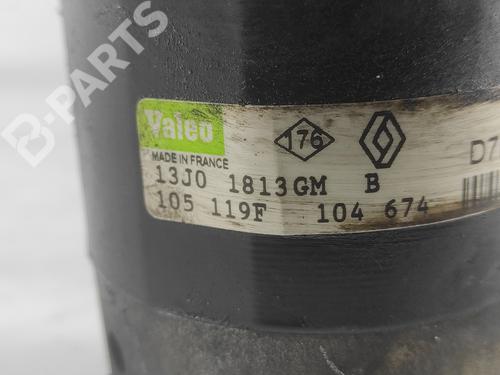 B-PARTS
Valeo
176
D7
MADE IN FRANCE
13J0 1813GM B
105 119F 104 674